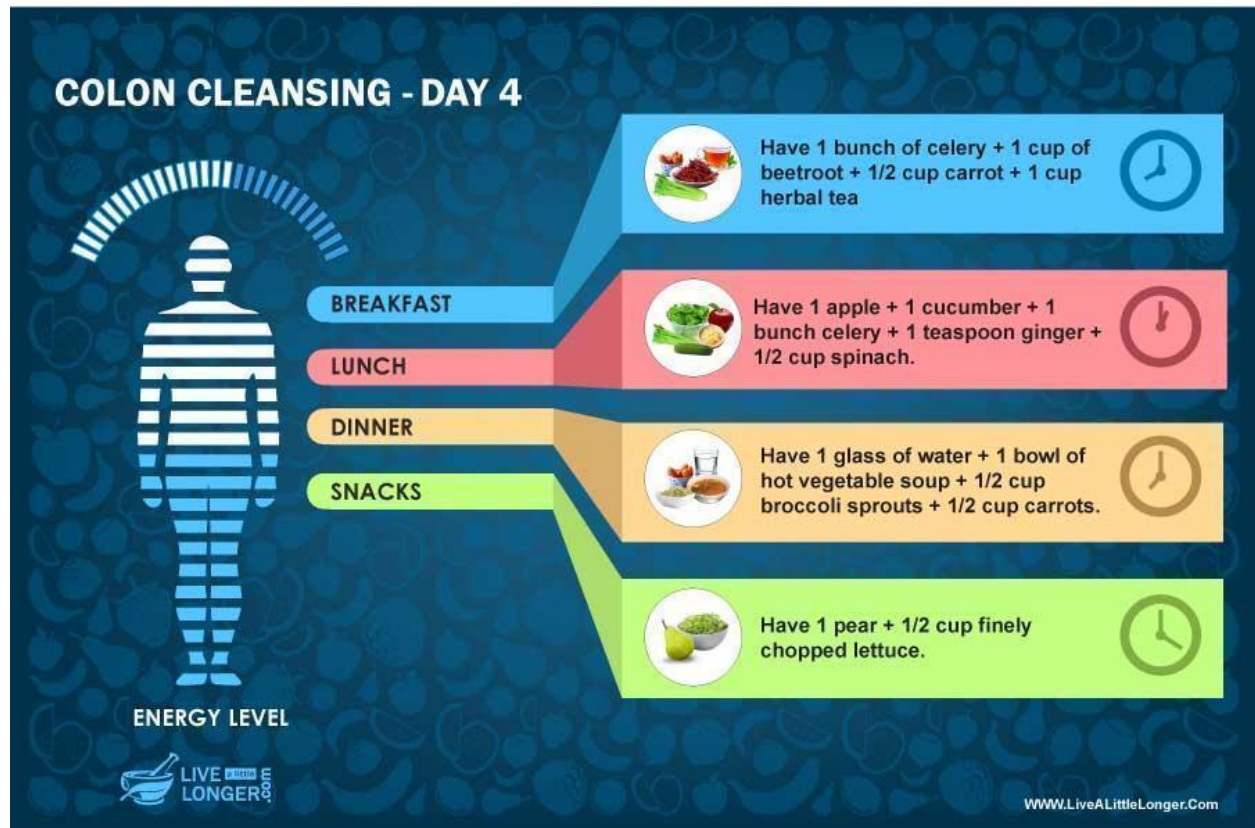 COLON CLEANSING - DAY 4
BREAKFAST
Have 1 bunch of celery + 1 cup of
beetroot + 1/2 cup carrot + 1 cup
herbal tea
LUNCH
Have 1 apple + 1 cucumber + 1
bunch celery + 1 teaspoon ginger +
1/2 cup spinach.
DINNER
Have 1 glass of water + 1 bowl of
hot vegetable soup + 1/2 cup
broccoli sprouts + 1/2 cup carrots.
SNACKS
Have 1 pear + 1/2 cup finely
chopped lettuce.
ENERGY LEVEL
LIVE a little
LONGER.com
WWW.LiveALittleLonger.Com